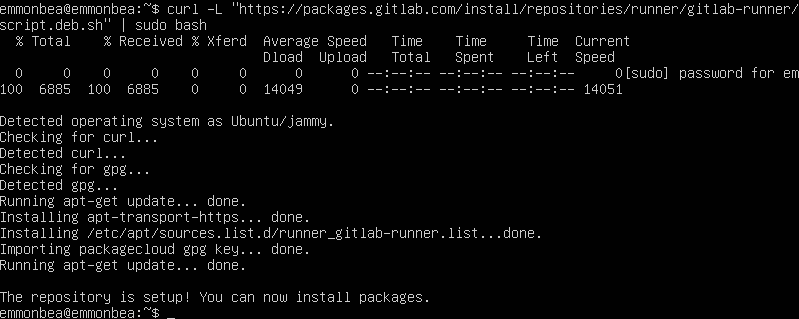 emmonbea@emmonbea:~$ curl -L "https://packages.gitlab.com/install/repositories/runner/gitlab-runner/
script.deb.sh" | sudo bash
  % Total    % Received % Xferd  Average Speed   Time    Time     Time  Current
                                 Dload  Upload   Total   Spent    Left  Speed
  0     0    0     0    0     0      0      0 --:--:-- --:--:-- --:--:--     0[sudo] password for em
100  6885  100  6885    0     0  14049      0 --:--:-- --:--:-- --:--:-- 14051
Detected operating system as Ubuntu/jammy.
Checking for curl...
Detected curl...
Checking for gpg...
Detected gpg...
Running apt-get update... done.
Installing apt-transport-https... done.
Installing /etc/apt/sources.list.d/runner_gitlab-runner.list...done.
Importing packagecloud gpg key... done.
Running apt-get update... done.
The repository is setup! You can now install packages.
emmonbea@emmonbea:~$ _